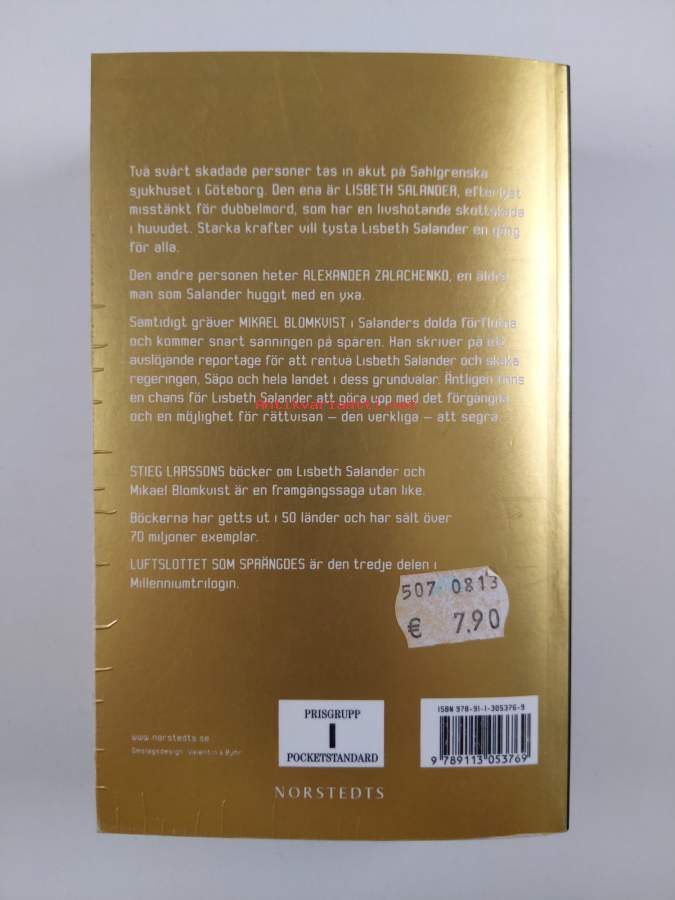 Två svårt skadade personer tas in akut på Sahlgrenska
sjukhuset i Göteborg. Den ena är LISBETH SALANDER, efterlyst
misstänkt för dubbelmord, som har en livshotande skottskada
i huvudet. Starka krafter vill tysta Lisbeth Salander en gång
för alla.
Den andre personen heter ALEXANDER ZALACHENKO, en äldre
man som Salander huggit med en yxa.
Samtidigt gräver MIKAEL BLOMKVIST i Salanders dolda förflutna
och kommer snart sanningen på spåren. Han skriver på ett
avslöjande reportage för att rentvå Lisbeth Salander och skaka
regeringen, Säpo och hela landet i dess grundvalar. Äntligen finns
en chans för Lisbeth Salander att göra upp med det förgångna
Antikvariaatti.net
och en möjlighet för rättvisan – den verkliga – att segra.
STIEG LARSSONS böcker om Lisbeth Salander och
Mikael Blomkvist är en framgångssaga utan like.
Böckerna har getts ut i 50 länder och har sålt över
70 miljoner exemplar.
LUFTSLOTTET SOM SPRÄNGDES är den tredje delen i
Millenniumtrilogin.
507 0813
€ 7.90
www.norstedts.se
Omslagsdesign: Valentin & Byhr
PRISGRUPP
I
POCKETSTANDARD
ISBN 978-91-1-305376-9
9 789113 053769
NORSTEDTS